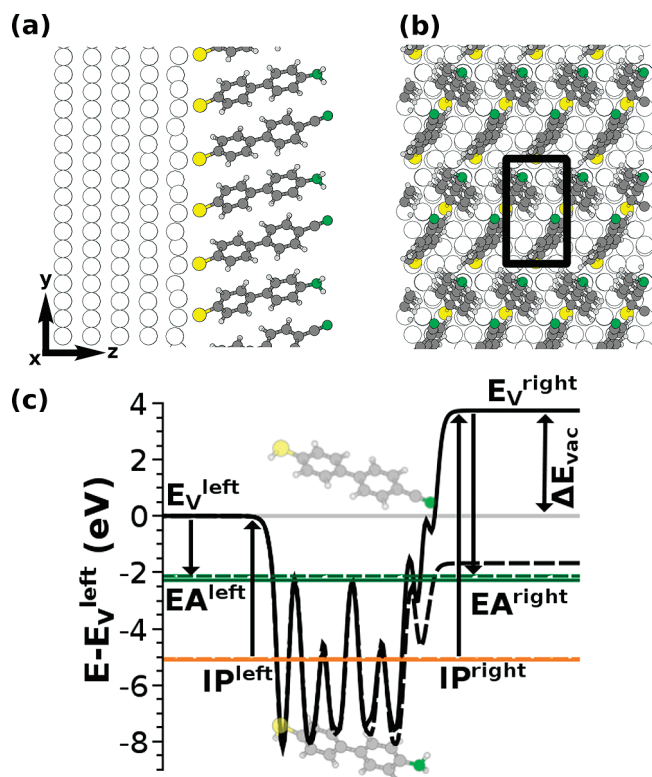 (a)
(b)
y
x
z
(c)
E-E_V^left (eV)
4
2
0
-2
-4
-6
-8
E_V^left
E_V^right
ΔE_vac
EA^left
EA^right
IP^left
IP^right